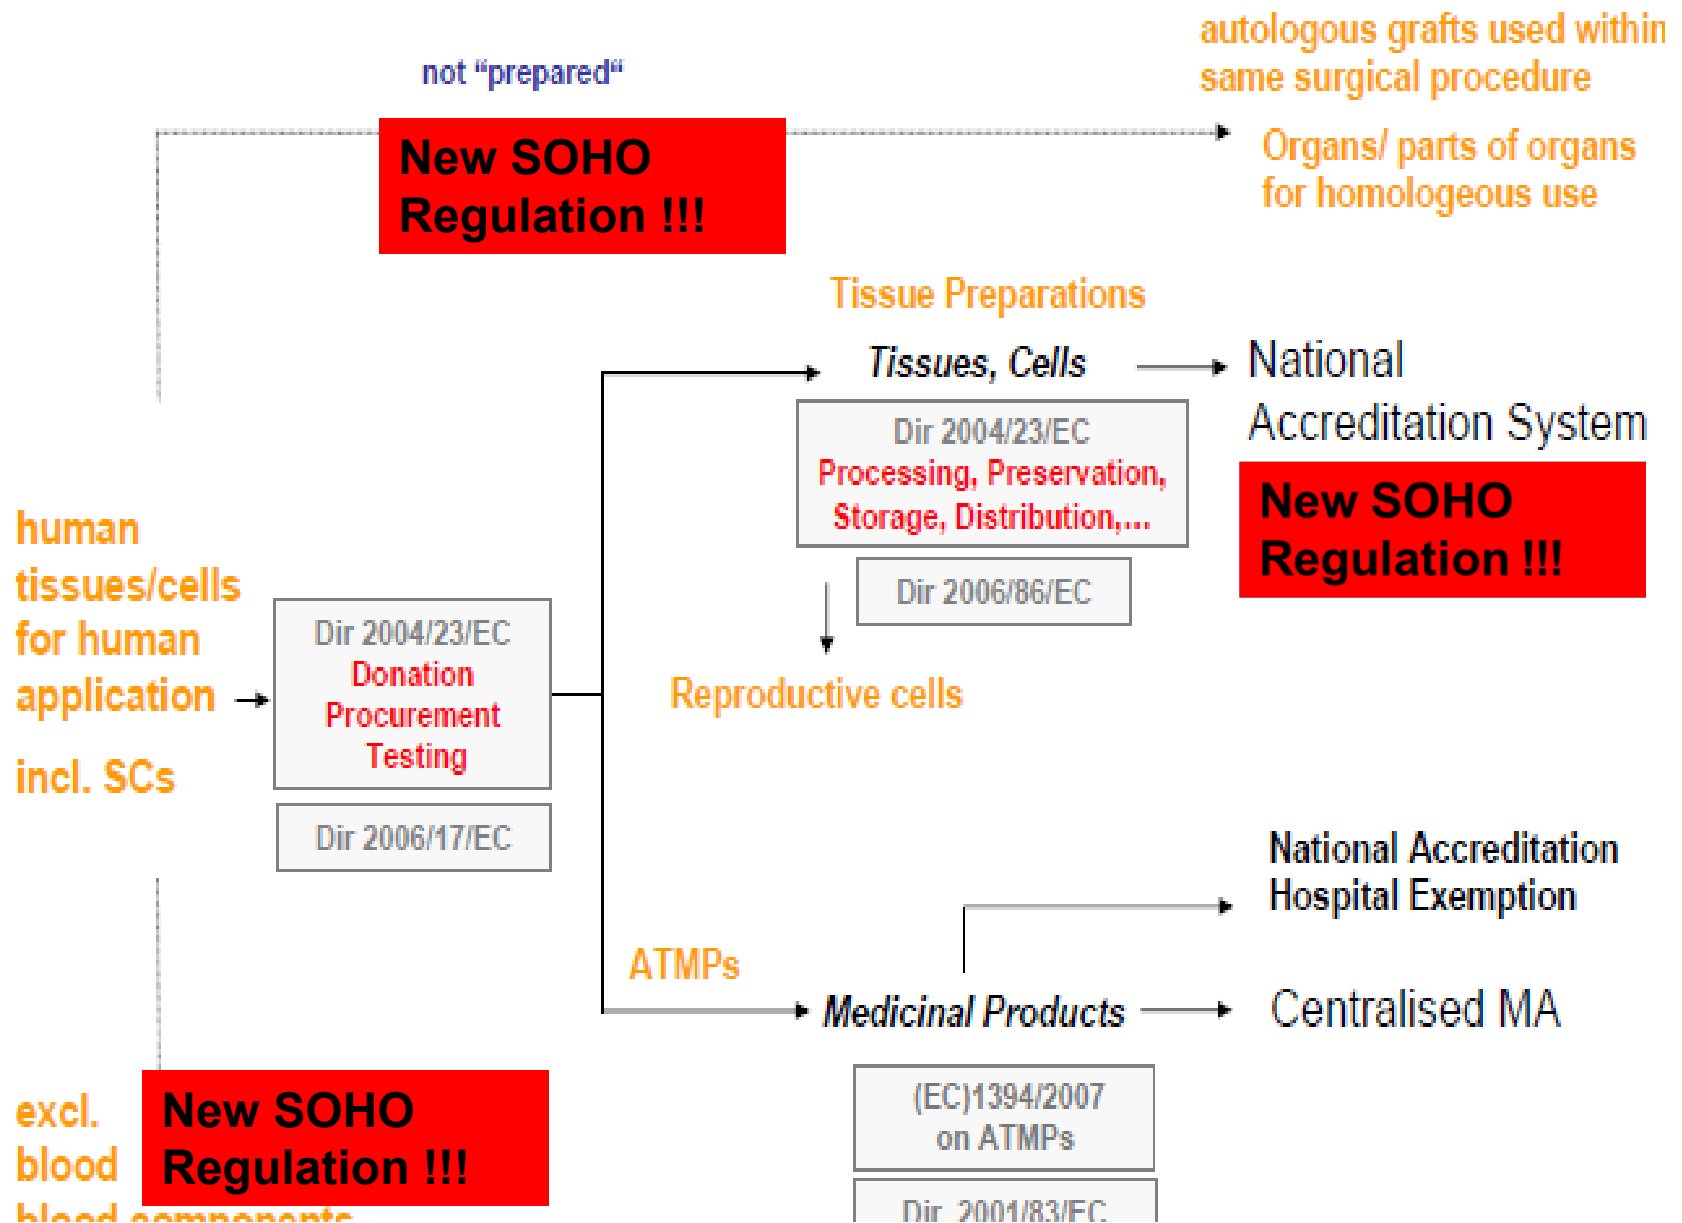 autologous grafts used within
same surgical procedure
not “prepared“
New SOHO
Regulation !!!
Organs/ parts of organs
for homologeous use
Tissue Preparations
Tissues, Cells
National
Accreditation System
Dir 2004/23/EC
Processing, Preservation,
Storage, Distribution,...
New SOHO
Regulation !!!
Dir 2006/86/EC
human
tissues/cells
for human
application
incl. SCs
Dir 2004/23/EC
Donation
Procurement
Testing
Dir 2006/17/EC
Reproductive cells
National Accreditation
Hospital Exemption
ATMPs
Medicinal Products
Centralised MA
(EC)1394/2007
on ATMPs
Dir 2001/83/EC
excl.
blood
blood components
New SOHO
Regulation !!!